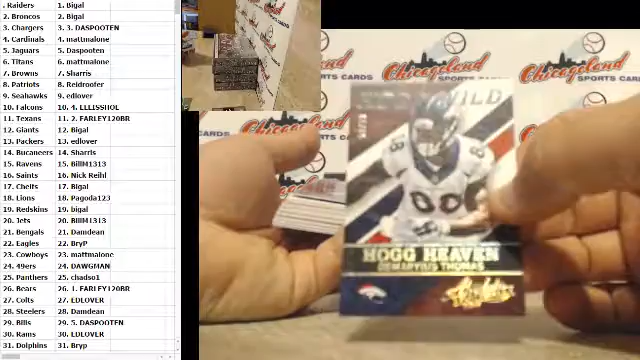 1. Raiders 1. Bigal
2. Broncos 2. Bigal
3. Chargers 3. 3. DASPOOTEN
4. Cardinals 4. mattmalone
5. Jaguars 5. Daspooten
6. Titans 6. mattmalone
7. Browns 7. Sharris
8. Patriots 8. Reidroofer
9. Seahawks 9. edlover
10. Falcons 10. 4. ELLISSHOL
11. Texans 11. 2. FARLEY120BR
12. Giants 12. Bigal
13. Packers 13. edlover
14. Bucaneers 14. Sharris
15. Ravens 15. BillM1313
16. Saints 16. Nick Reihl
17. Cheifs 17. Bigal
18. Lions 18. Pagoda123
19. Redskins 19. bigal
20. Jets 20. BillM1313
21. Bengals 21. Damdean
22. Eagles 22. BryP
23. Cowboys 23. mattmalone
24. 49ers 24. DAWGMAN
25. Panthers 25. chadso1
26. Bears 26. 1. FARLEY120BR
27. Colts 27. EDLOVER
28. Steelers 28. Damdean
29. Bills 29. 5. DASPOOTEN
30. Rams 30. EDLOVER
31. Dolphins 31. Bryp
Chicagoland
SPORTS CARDS
88
HOGG HEAVEN
DEMARYIUS THOMAS
Absolute